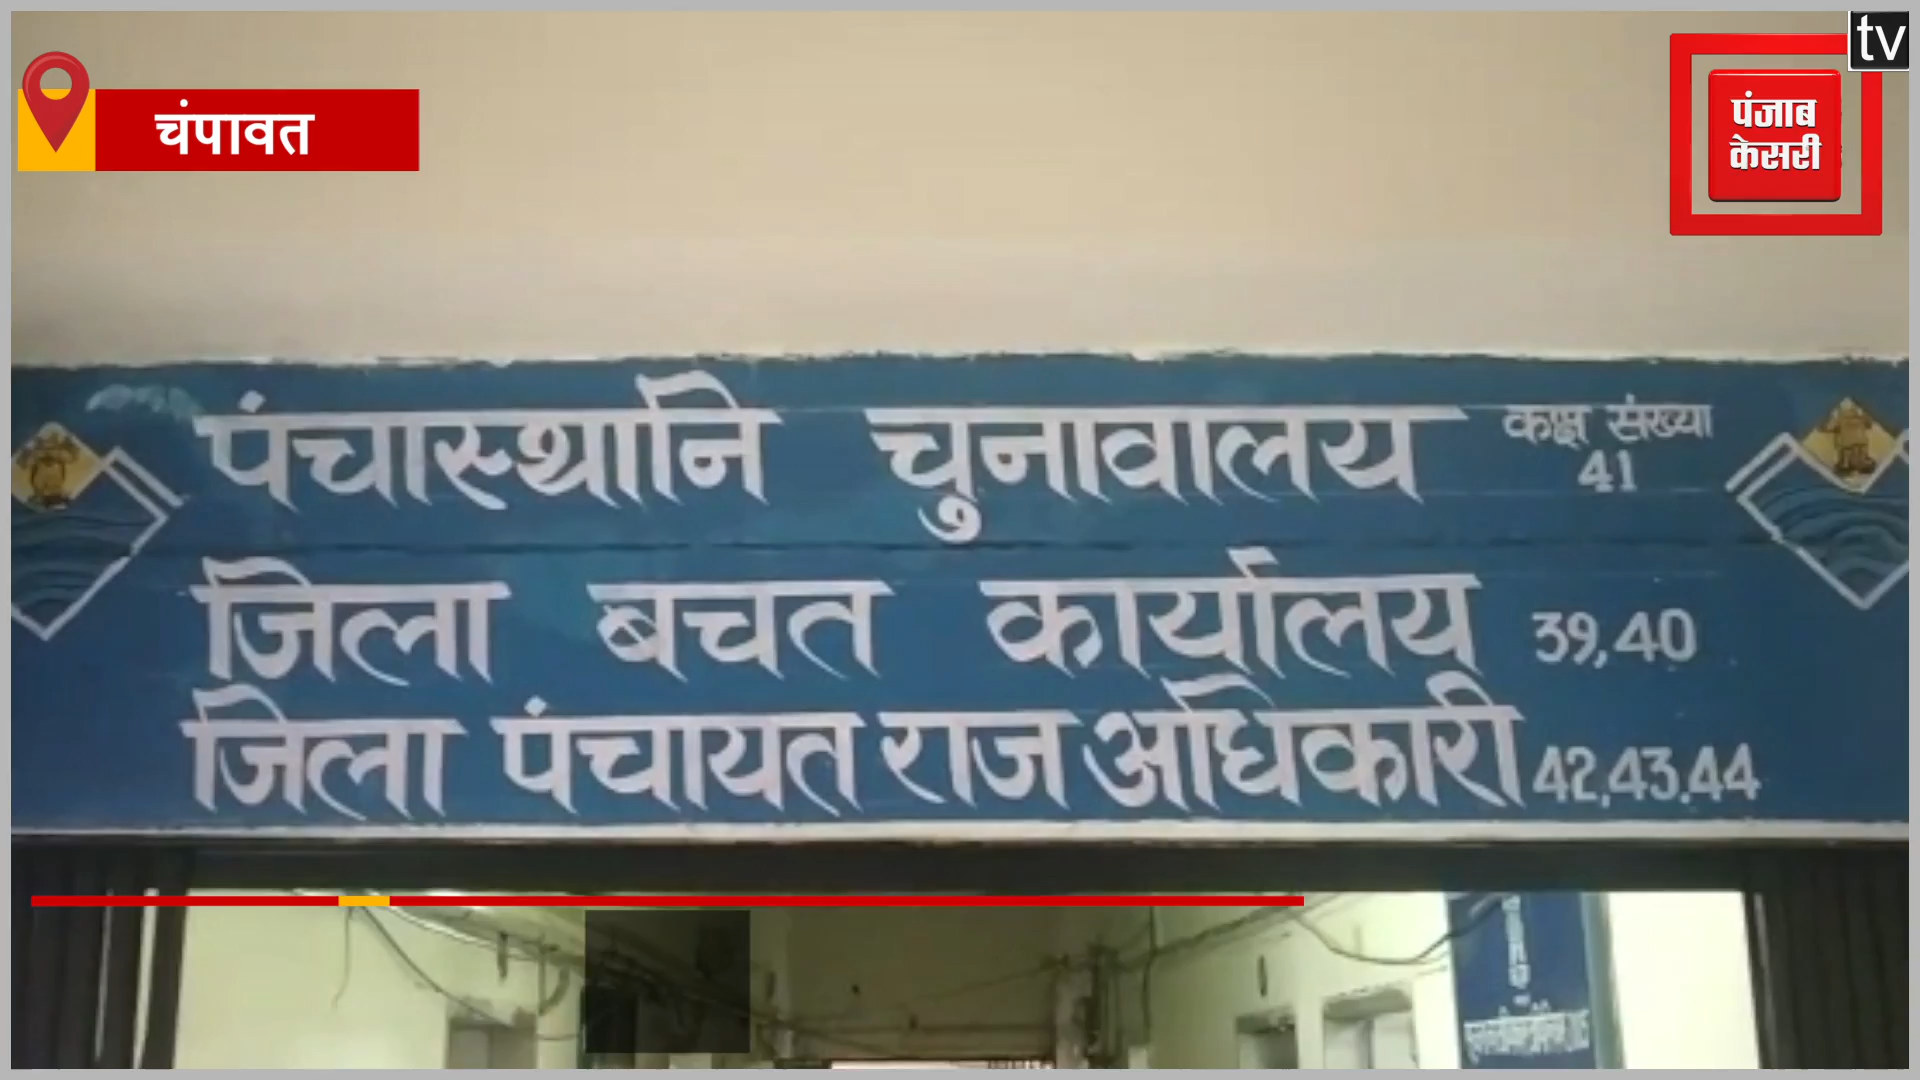 tv
चंपावत
पंजाब
केसरी
पंचास्थानि चुनावालय कक्ष संख्या
41
जिला बचत कार्यालय 39,40
जिला पंचायत राज अधिकारी 42,43.44